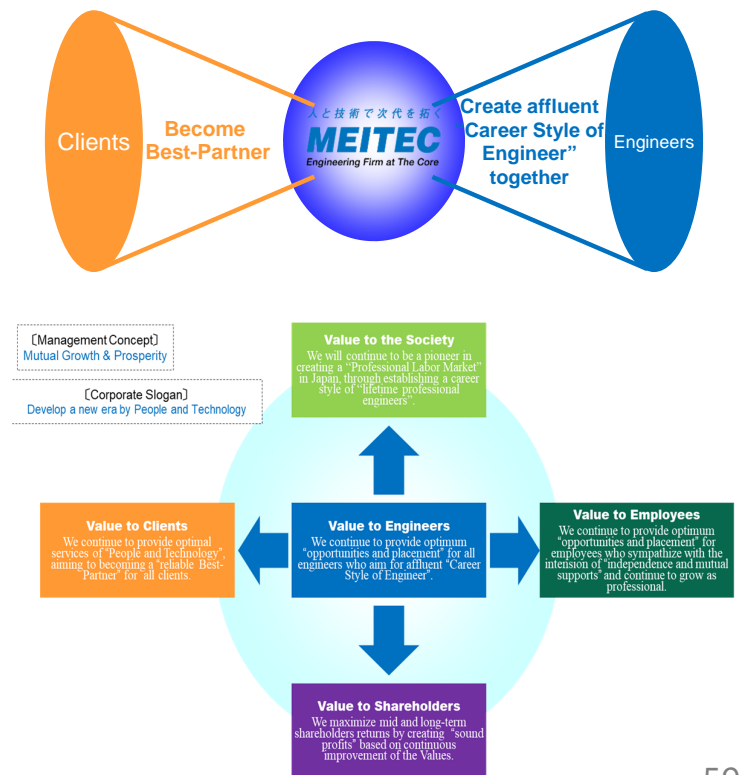 Clients
Become
Best-Partner
人と技術で次代を拓く
MEITEC
Engineering Firm at The Core
Create affluent
“Career Style of
Engineer”
together
Engineers
〔Management Concept〕
Mutual Growth & Prosperity
〔Corporate Slogan〕
Develop a new era by People and Technology
Value to the Society
We will continue to be a pioneer in
creating a “Professional Labor Market”
in Japan, through establishing a career
style of “lifetime professional
engineers”.
Value to Clients
We continue to provide optimal
services of “People and Technology”,
aiming to becoming a “reliable Best-
Partner” for all clients.
Value to Engineers
We continue to provide optimum
“opportunities and placement” for all
engineers who aim for affluent “Career
Style of Engineer”.
Value to Employees
We continue to provide optimum
“opportunities and placement” for
employees who sympathize with the
intension of “independence and mutual
supports” and continue to grow as
professional.
Value to Shareholders
We maximize mid and long-term
shareholders returns by creating “sound
profits” based on continuous
improvement of the Values.